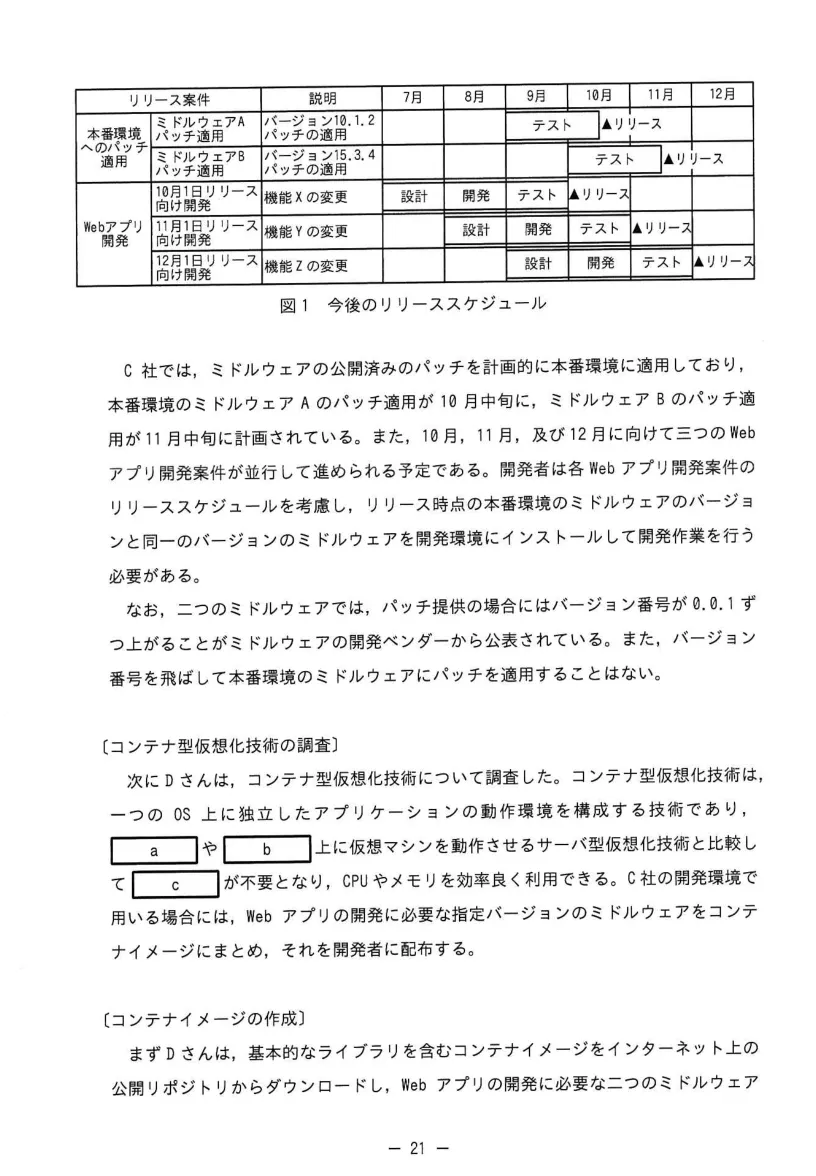 リリース案件 説明 7月 8月 9月 10月 11月 12月
本番環境へのパッチ適用
ミドルウェアA パッチ適用 バージョン10.1.2 パッチの適用 テスト ▲リリース
ミドルウェアB パッチ適用 バージョン15.3.4 パッチの適用 テスト ▲リリース
Webアプリ開発
10月1日リリース向け開発 機能Xの変更 設計 開発 テスト ▲リリース
11月1日リリース向け開発 機能Yの変更 設計 開発 テスト ▲リリース
12月1日リリース向け開発 機能Zの変更 設計 開発 テスト ▲リリース
図1 今後のリリーススケジュール
C 社では，ミドルウェアの公開済みのパッチを計画的に本番環境に適用しており，
本番環境のミドルウェア A のパッチ適用が 10 月中旬に，ミドルウェア B のパッチ適
用が 11 月中旬に計画されている。また，10 月，11 月，及び 12 月に向けて三つの Web
アプリ開発案件が並行して進められる予定である。開発者は各 Web アプリ開発案件の
リリーススケジュールを考慮し，リリース時点の本番環境のミドルウェアのバージョ
ンと同一のバージョンのミドルウェアを開発環境にインストールして開発作業を行う
必要がある。
なお，二つのミドルウェアでは，パッチ提供の場合にはバージョン番号が 0.0.1 ず
つ上がることがミドルウェアの開発ベンダーから公表されている。また，バージョン
番号を飛ばして本番環境のミドルウェアにパッチを適用することはない。
〔コンテナ型仮想化技術の調査〕
次に D さんは，コンテナ型仮想化技術について調査した。コンテナ型仮想化技術は，
一つの OS 上に独立したアプリケーションの動作環境を構成する技術であり，
a や b 上に仮想マシンを動作させるサーバ型仮想化技術と比較し
て c が不要となり，CPU やメモリを効率良く利用できる。C 社の開発環境で
用いる場合には，Web アプリの開発に必要な指定バージョンのミドルウェアをコンテ
ナイメージにまとめ，それを開発者に配布する。
〔コンテナイメージの作成〕
まず D さんは，基本的なライブラリを含むコンテナイメージをインターネット上の
公開リポジトリからダウンロードし，Web アプリの開発に必要な二つのミドルウェア
－ 21 －